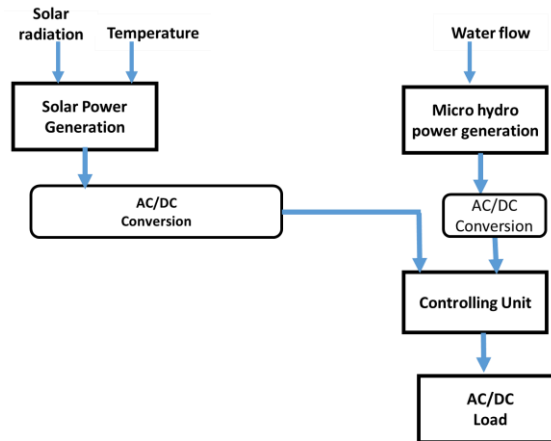 Solar
radiation
Temperature
Water flow
Solar Power
Generation
Micro hydro
power generation
AC/DC
Conversion
AC/DC
Conversion
Controlling Unit
AC/DC
Load